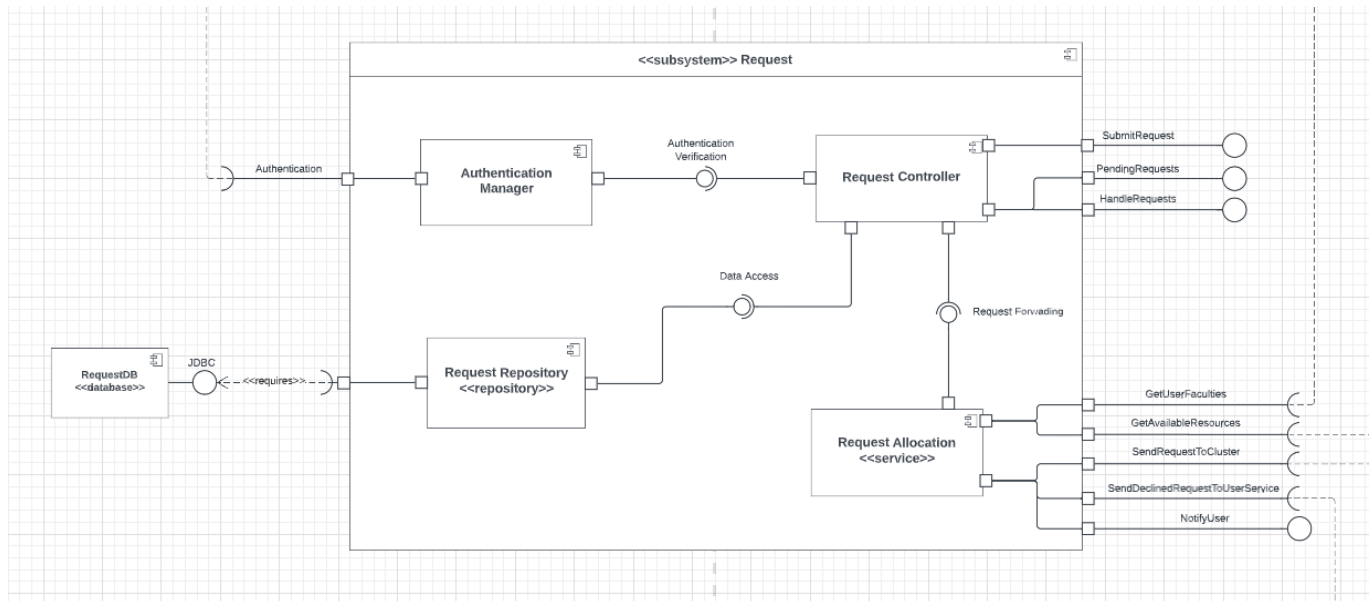 <<subsystem>> Request
Authentication
Authentication
Manager
Authentication
Verification
Request Controller
SubmitRequest
PendingRequests
HandleRequests
Data Access
Request Forwading
RequestDB
<<database>>
JDBC
<<requires>>
Request Repository
<<repository>>
Request Allocation
<<service>>
GetUserFaculties
GetAvailableResources
SendRequestToCluster
SendDeclinedRequestToUserService
NotifyUser